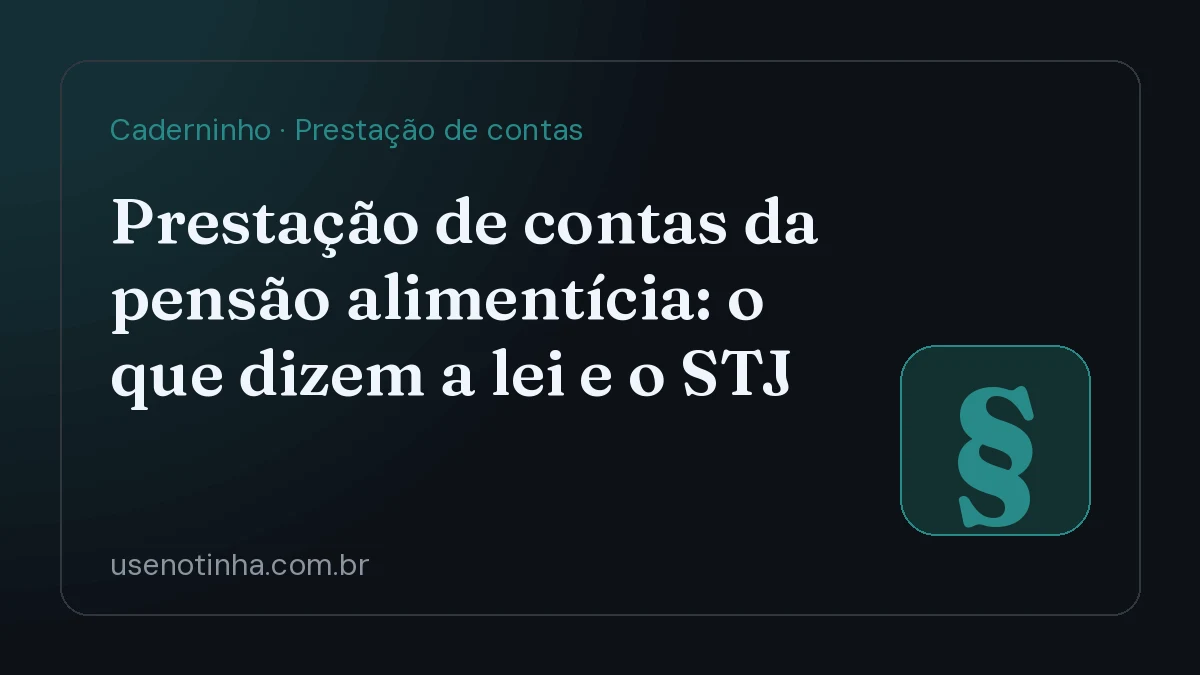 Caderninho · Prestação de contas
Prestação de contas da
pensão alimentícia: o
que dizem a lei e o STJ
§
usenotinha.com.br